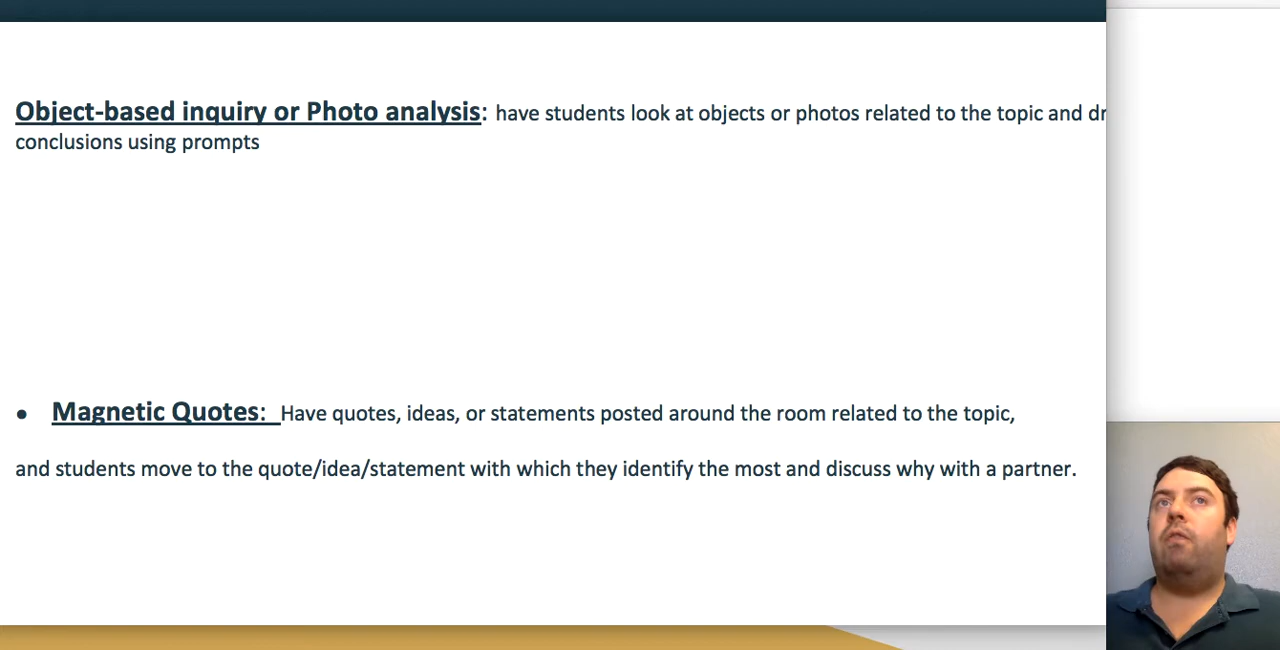 Object-based inquiry or Photo analysis: have students look at objects or photos related to the topic and dr
conclusions using prompts
• Magnetic Quotes: Have quotes, ideas, or statements posted around the room related to the topic,
and students move to the quote/idea/statement with which they identify the most and discuss why with a partner.